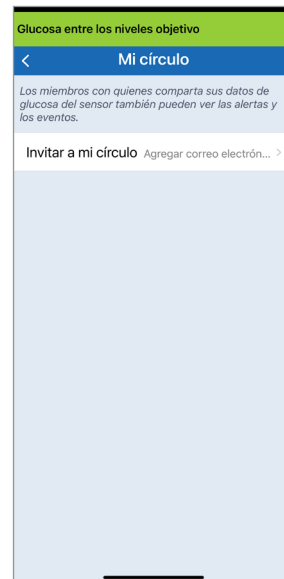 Glucosa entre los niveles objetivo
Mi círculo
Los miembros con quienes comparta sus datos de
glucosa del sensor también pueden ver las alertas y
los eventos.
Invitar a mi círculo Agregar correo electrón...